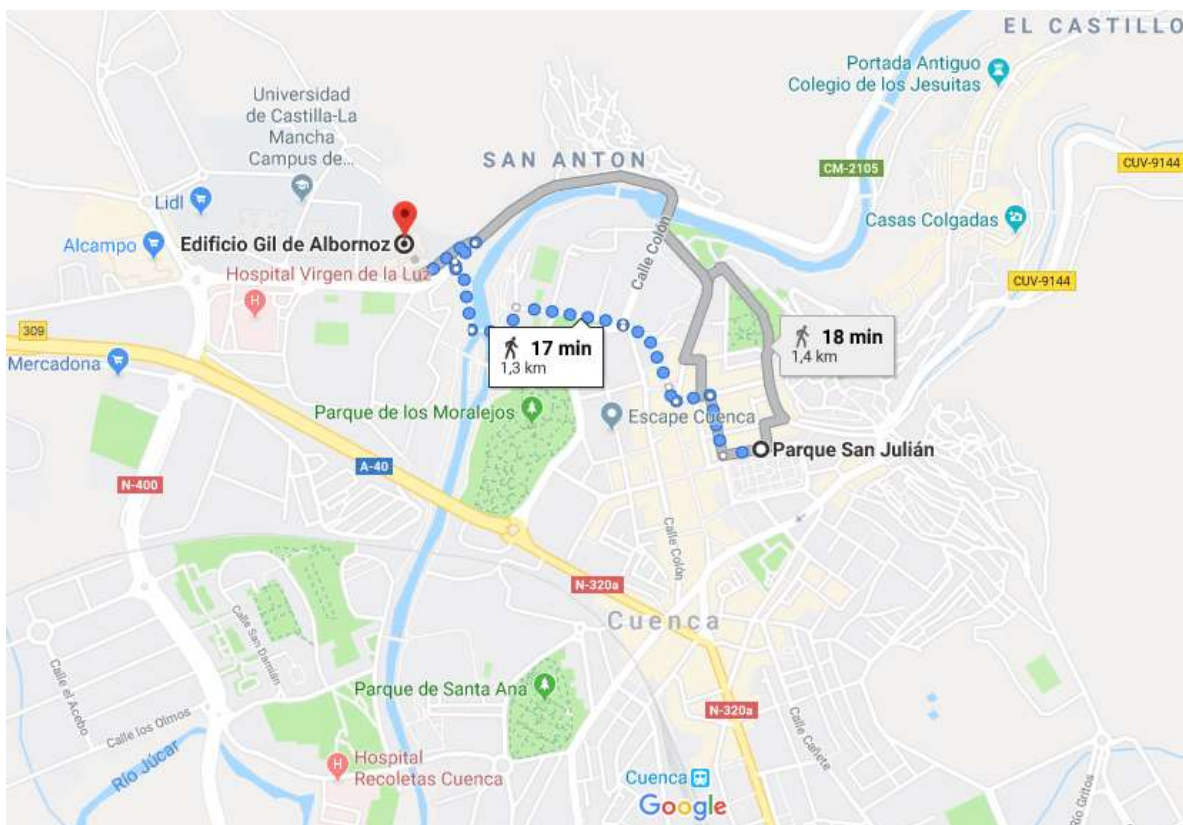 EL CASTILLO
Portada Antiguo
Colegio de los Jesuitas
Universidad
de Castilla-La
Mancha
Campus de...
SAN ANTON
CM-2105
CUV-9144
Lidl
Casas Colgadas
Alcampo
Edificio Gil de Albornoz
Calle Colón
Hospital Virgen de la Luz
H
CUV-9144
309
17 min
1,3 km
18 min
1,4 km
Mercadona
Parque de los Moralejos
Escape Cuenca
Parque San Julián
A-40
N-400
Calle Colón
N-320a
Cuenca
Calle San Damián
Calle el Acebo
Parque de Santa Ana
N-320a
Calle los Olmos
Calle Cañete
Río Júcar
H
Hospital
Recoletas Cuenca
Cuenca
Google
Río Gritos